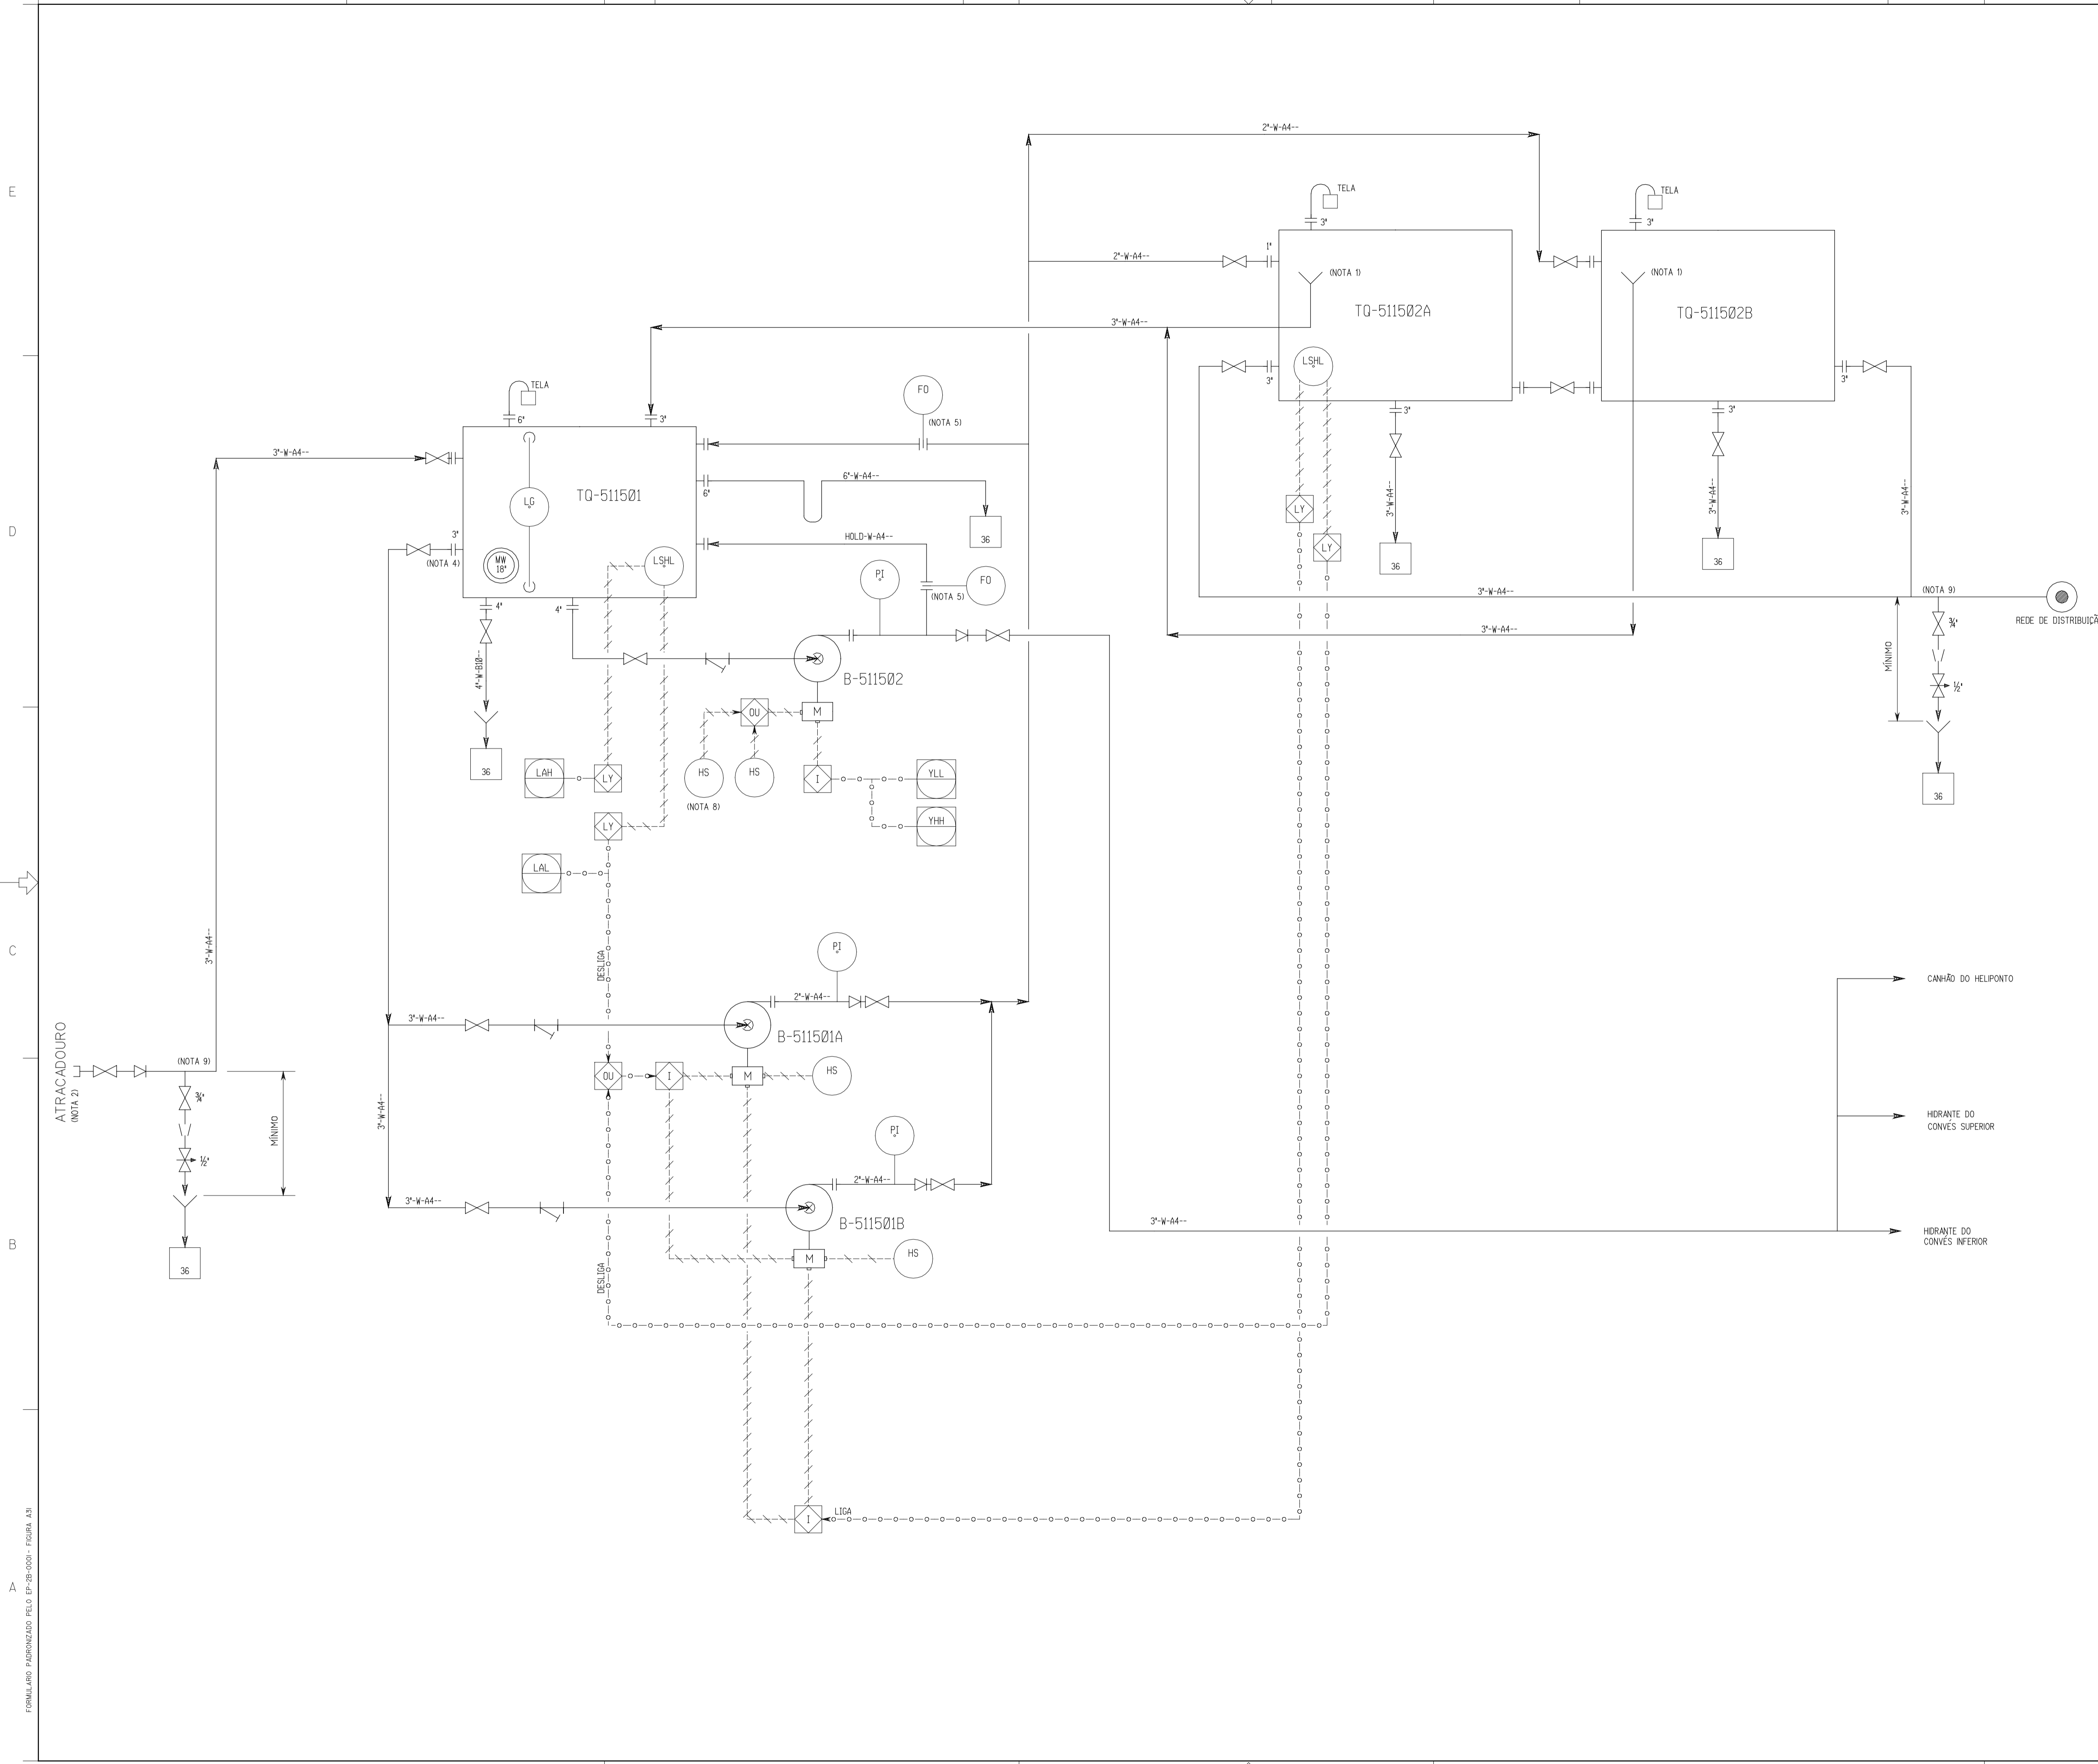 E
D
C
B
A
FORMULARIO PADRONIZADO PELO EP-2B-0001- FIGURA A3I
2"-W-A4--
TELA
3"
TELA
3"
1"
2"-W-A4--
(NOTA 1)
(NOTA 1)
TQ-511502A
TQ-511502B
3"-W-A4--
LSHL
3"
3"
3"
3"
LY
LY
3"-W-A4--
3"-W-A4--
3"-W-A4--
36
36
TELA
6"
3"
FO
(NOTA 5)
3"-W-A4--
TQ-511501
LG
6"
6"-W-A4--
36
3"
(NOTA 4)
MW
18"
LSHL
HOLD-W-A4--
PI
FO
(NOTA 5)
4"
4"
3"-W-A4--
(NOTA 9)
REDE DE DISTRIBUIÇÃ
3"-W-A4--
3/4"
MÍNIMO
1/2"
36
4"-W-B10--
36
B-511502
OU
M
LAH
LY
HS
(NOTA 8)
HS
I
YLL
YHH
LY
LAL
DESLIGA
3"-W-A4--
PI
2"-W-A4--
3"-W-A4--
B-511501A
CANHÃO DO HELIPONTO
ATRACADOURO
(NOTA 2)
(NOTA 9)
3/4"
MÍNIMO
1/2"
36
OU
I
M
HS
3"-W-A4--
HIDRANTE DO
CONVÉS SUPERIOR
PI
2"-W-A4--
3"-W-A4--
B-511501B
3"-W-A4--
HIDRANTE DO
CONVÉS INFERIOR
M
HS
DESLIGA
I
LIGA